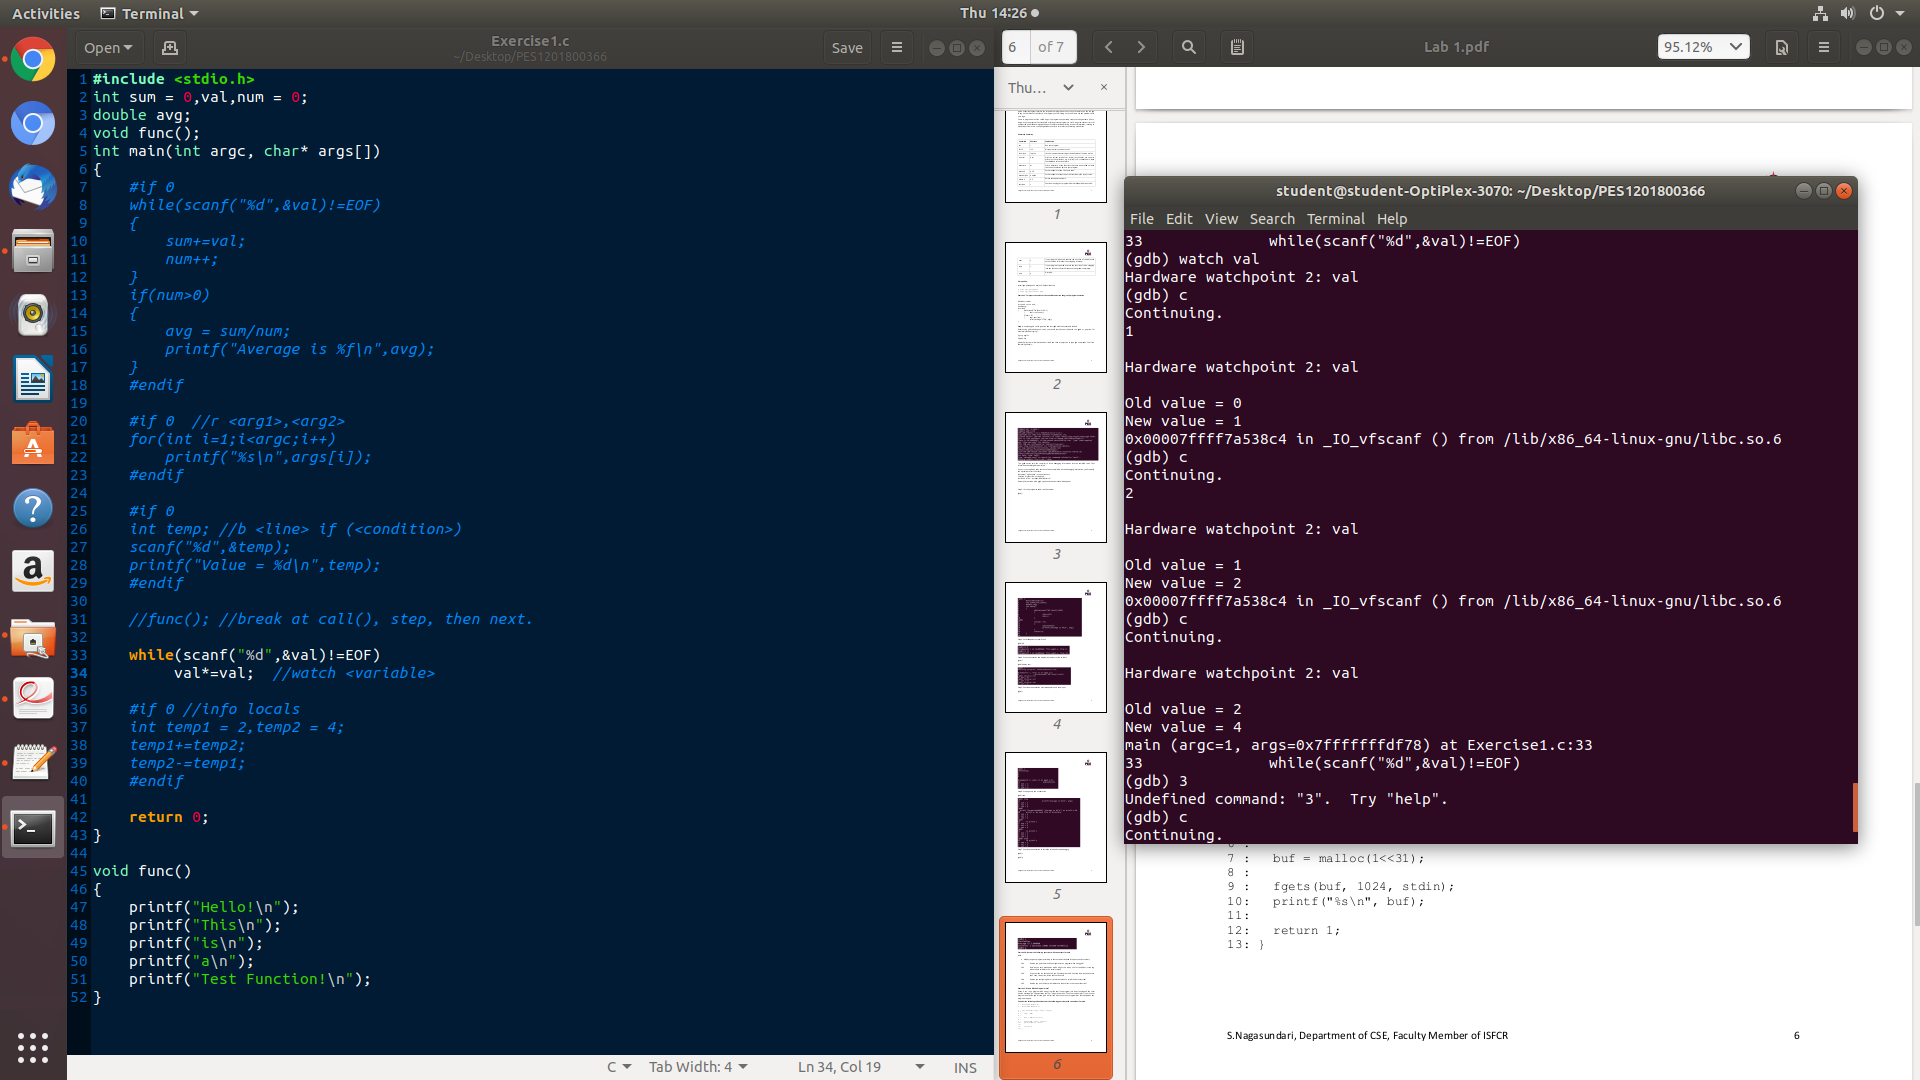 Activities
Terminal
Thu 14:26
Open
Exercise1.c
~/Desktop/PES1201800366
Save
1 #include <stdio.h>
2 int sum = 0,val,num = 0;
3 double avg;
4 void func();
5 int main(int argc, char* args[])
6 {
7 #if 0
8 while(scanf("%d",&val)!=EOF)
9 {
10 sum+=val;
11 num++;
12 }
13 if(num>0)
14 {
15 avg = sum/num;
16 printf("Average is %f\n",avg);
17 }
18 #endif
19
20 #if 0 //r <arg1>,<arg2>
21 for(int i=1;i<argc;i++)
22 printf("%s\n",args[i]);
23 #endif
24
25 #if 0
26 int temp; //b <line> if (<condition>)
27 scanf("%d",&temp);
28 printf("Value = %d\n",temp);
29 #endif
30
31 //func(); //break at call(), step, then next.
32
33 while(scanf("%d",&val)!=EOF)
34 val*=val; //watch <variable>
35
36 #if 0 //info locals
37 int temp1 = 2,temp2 = 4;
38 temp1+=temp2;
39 temp2-=temp1;
40 #endif
41
42 return 0;
43 }
44
45 void func()
46 {
47 printf("Hello!\n");
48 printf("This\n");
49 printf("is\n");
50 printf("a\n");
51 printf("Test Function!\n");
52 }
C
Tab Width: 4
Ln 34, Col 19
INS
6 of 7
Lab 1.pdf
95.12%
Thu...
1
2
3
4
5
6
student@student-OptiPlex-3070: ~/Desktop/PES1201800366
File Edit View Search Terminal Help
33 while(scanf("%d",&val)!=EOF)
(gdb) watch val
Hardware watchpoint 2: val
(gdb) c
Continuing.
1
Hardware watchpoint 2: val
Old value = 0
New value = 1
0x00007ffff7a538c4 in _IO_vfscanf () from /lib/x86_64-linux-gnu/libc.so.6
(gdb) c
Continuing.
2
Hardware watchpoint 2: val
Old value = 1
New value = 2
0x00007ffff7a538c4 in _IO_vfscanf () from /lib/x86_64-linux-gnu/libc.so.6
(gdb) c
Continuing.
Hardware watchpoint 2: val
Old value = 2
New value = 4
main (argc=1, args=0x7fffffffdf78) at Exercise1.c:33
33 while(scanf("%d",&val)!=EOF)
(gdb) 3
Undefined command: "3". Try "help".
(gdb) c
Continuing.
7 : buf = malloc(1<<31);
8 :
9 : fgets(buf, 1024, stdin);
10: printf("%s\n", buf);
11:
12: return 1;
13: }
S.Nagasundari, Department of CSE, Faculty Member of ISFCR
6